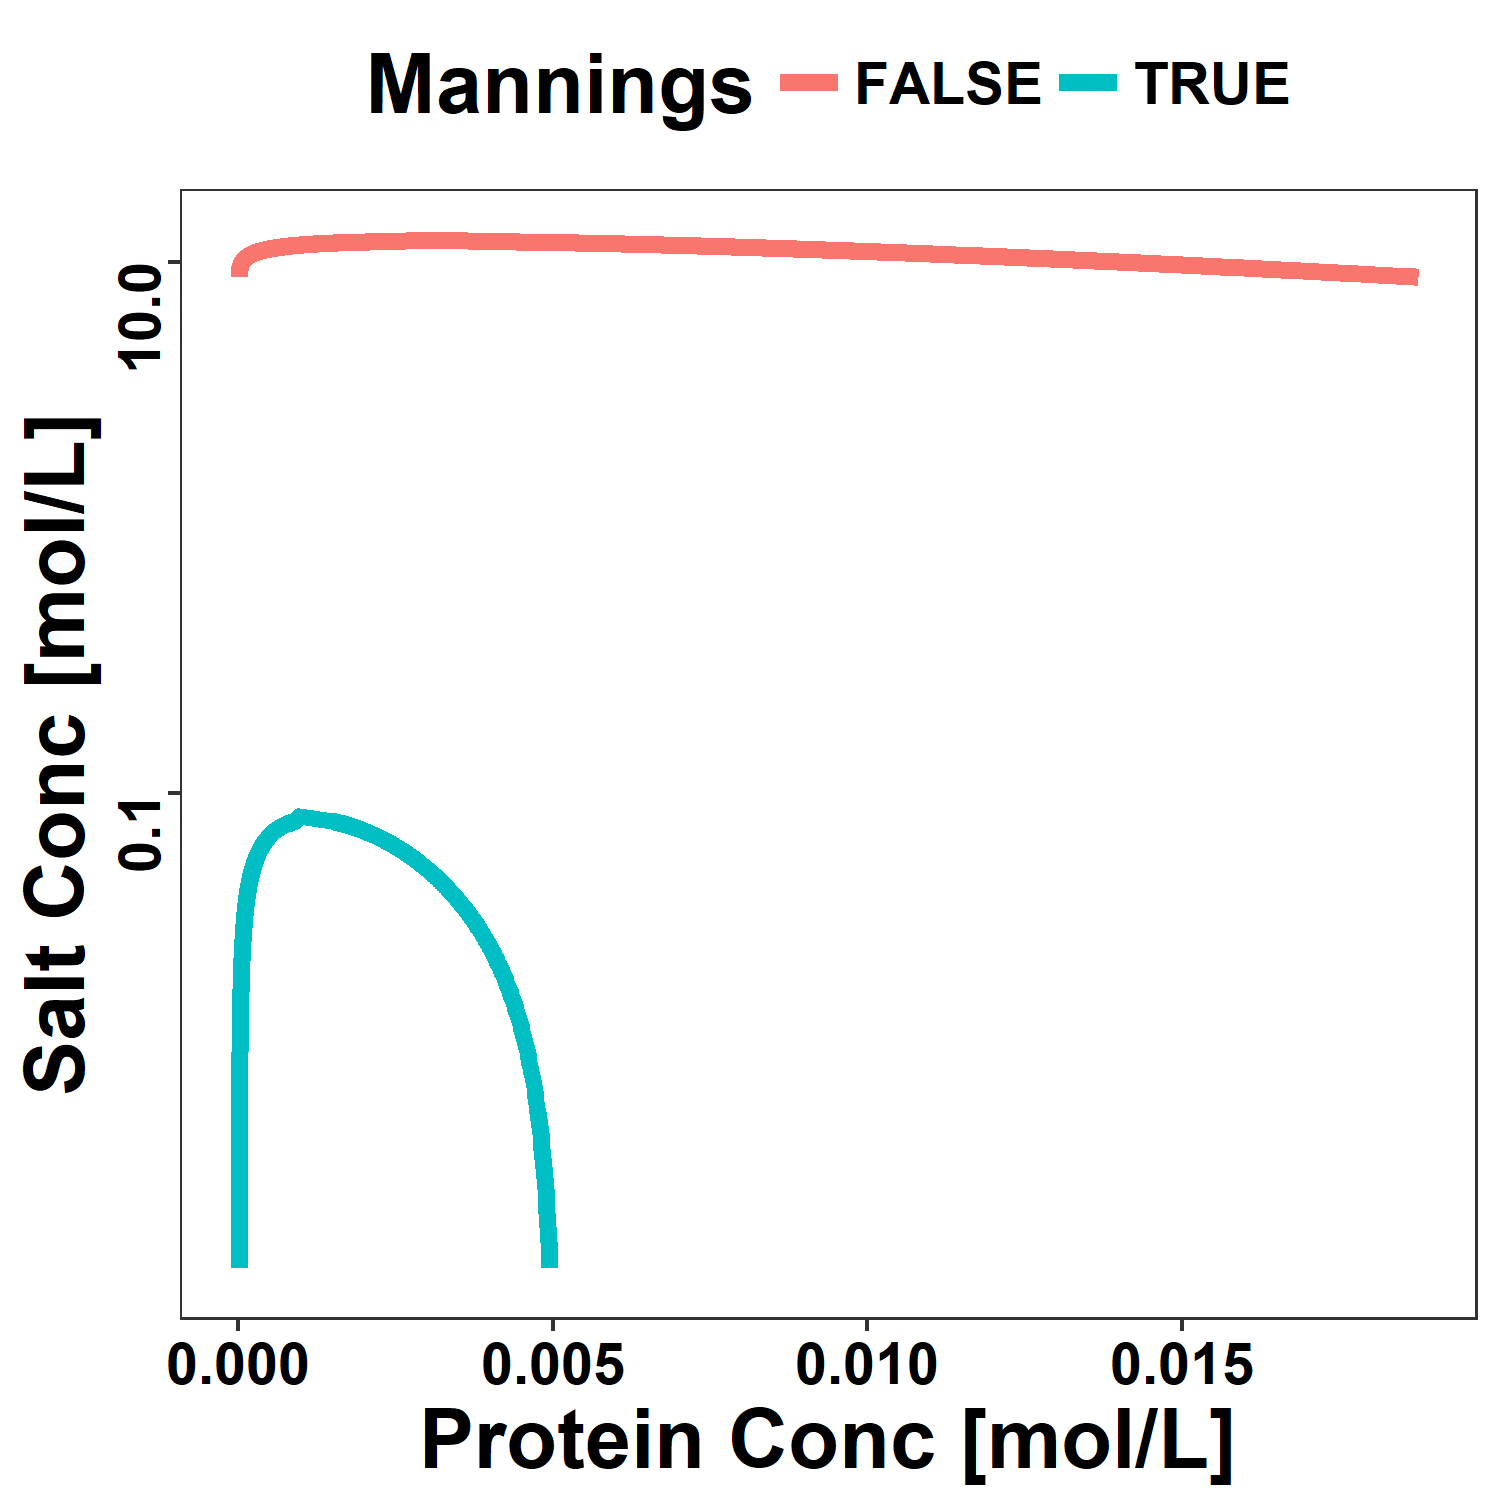 Mannings FALSE TRUE
10.0
0.1
Salt Conc [mol/L]
0.000 0.005 0.010 0.015
Protein Conc [mol/L]